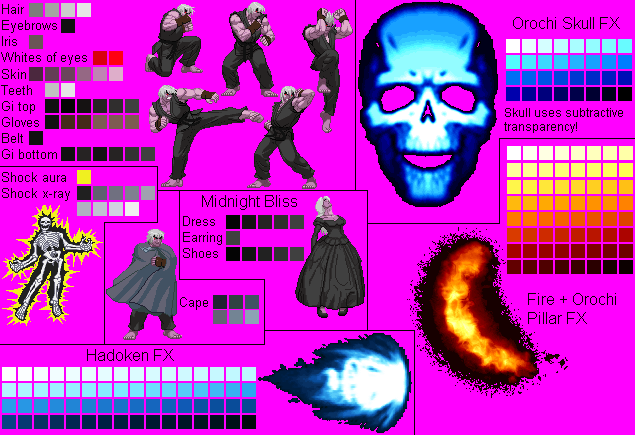 Hair
Eyebrows
Iris
Whites of eyes
Skin
Teeth
Gi top
Gloves
Belt
Gi bottom
Shock aura
Shock x-ray
Midnight Bliss
Dress
Earring
Shoes
Cape
Hadoken FX
Orochi Skull FX
Skull uses subtractive
transparency!
Fire + Orochi
Pillar FX